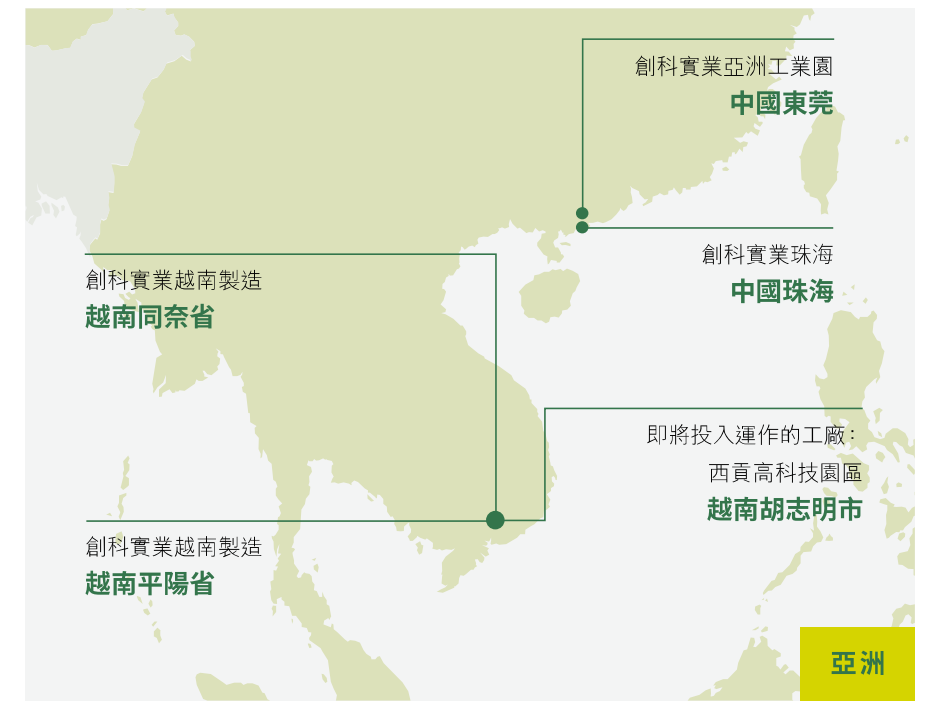 創科實業亞洲工業園
中國東莞
創科實業珠海
中國珠海
創科實業越南製造
越南同奈省
即將投入運作的工廠：
西貢高科技園區
越南胡志明市
創科實業越南製造
越南平陽省
亞洲